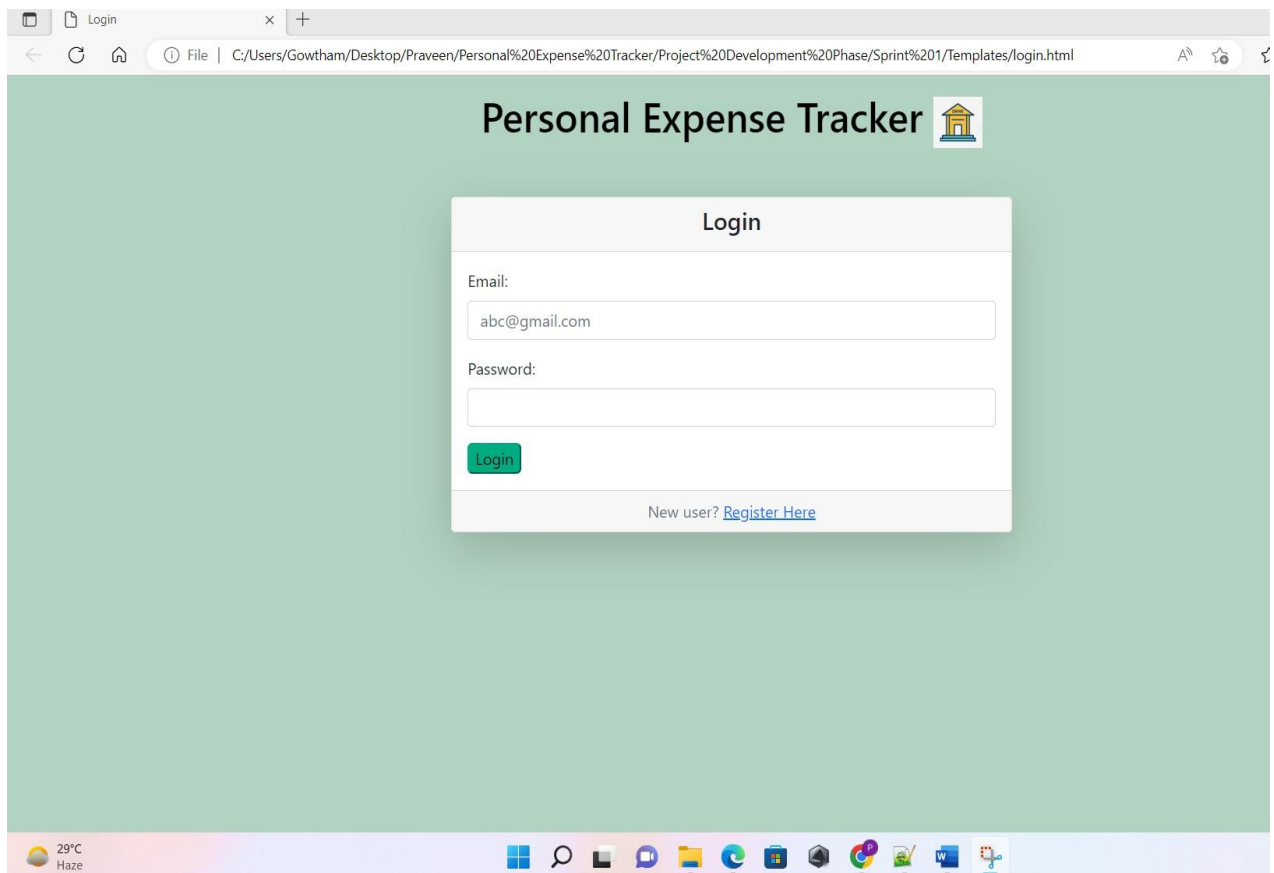 Login
File | C:/Users/Gowtham/Desktop/Praveen/Personal%20Expense%20Tracker/Project%20Development%20Phase/Sprint%201/Templates/login.html
Personal Expense Tracker
Login
Email:
abc@gmail.com
Password:
Login
New user? Register Here
29°C
Haze